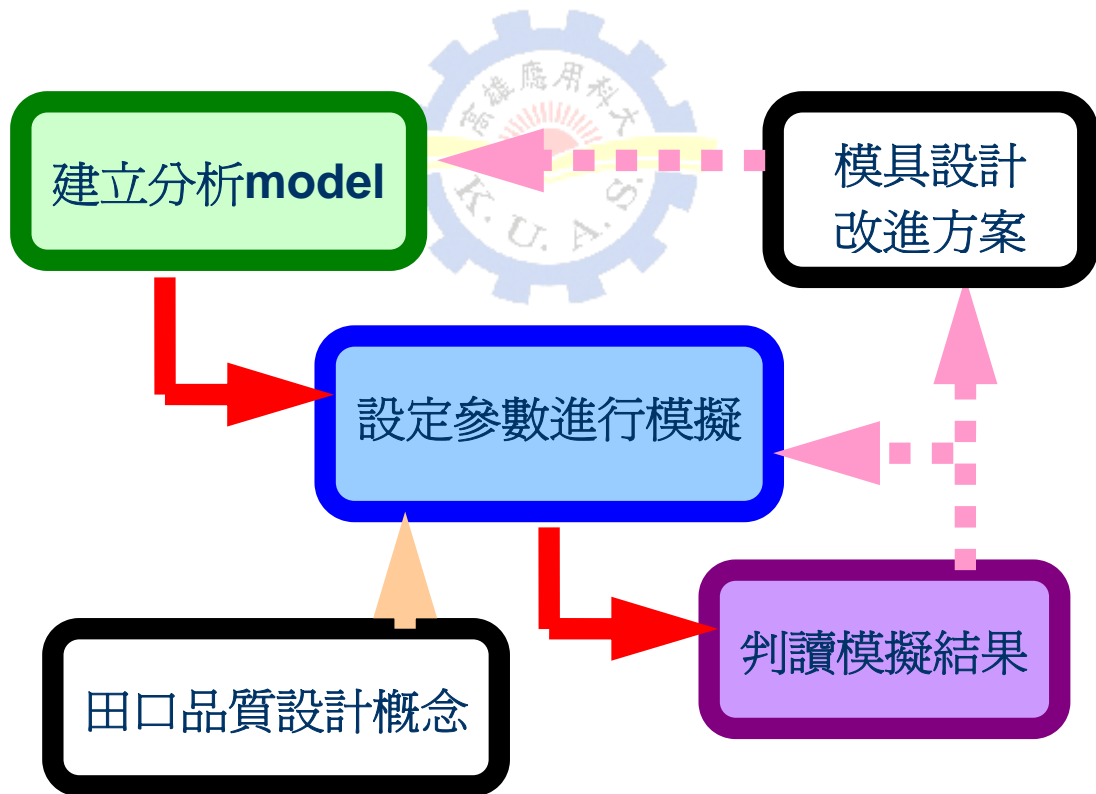 高雄應用科大
K. U. A. S.
建立分析model
模具設計
改進方案
設定參數進行模擬
判讀模擬結果
田口品質設計概念